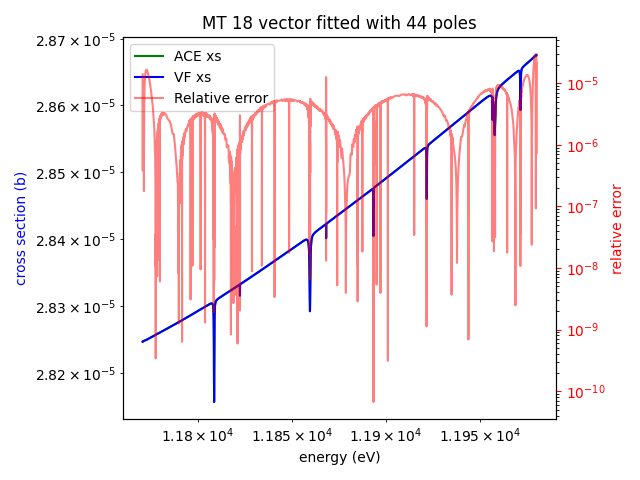 MT 18 vector fitted with 44 poles
ACE xs
VF xs
Relative error
2.87 × 10⁻⁵
2.86 × 10⁻⁵
2.85 × 10⁻⁵
2.84 × 10⁻⁵
2.83 × 10⁻⁵
2.82 × 10⁻⁵
cross section (b)
10⁻⁵
10⁻⁶
10⁻⁷
10⁻⁸
10⁻⁹
10⁻¹⁰
relative error
1.18 × 10⁴ 1.185 × 10⁴ 1.19 × 10⁴ 1.195 × 10⁴
energy (eV)